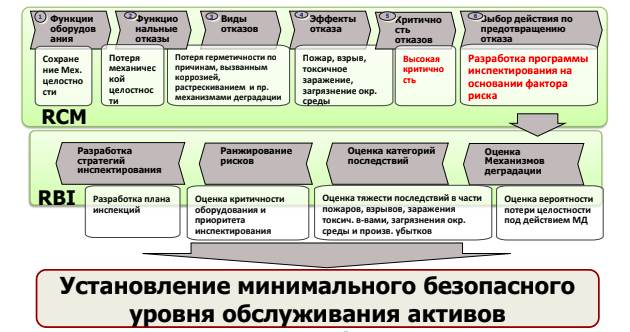 1 Функции
оборудов
ания
2 Функцио
нальные
отказы
3 Виды
отказов
4 Эффекты
отказа
5 Критично
сть
отказов
6 Выбор действия по
предотвращению
отказа
Сохране
ние Мех.
целостно
сти
Потеря
механичес
кой
целостнос
ти
Потеря герметичности по
причинам, вызванным
коррозией,
растрескиванием и пр.
механизмами деградации
Пожар, взрыв,
токсичное
заражение,
загрязнение окр.
среды
Высокая
критично
сть
Разработка программы
инспектирования на
основании фактора
риска
RCM
Разработка
стратегий
инспектирования
Ранжирование
рисков
Оценка категорий
последствий
Оценка
Механизмов
деградации
RBI
Разработка плана
инспекций
Оценка критичности
оборудования и
приоритета
инспектирования
Оценка тяжести последствий в части
пожаров, взрывов, заражения
токсич. в-вами, загрязнения окр.
среды и произв. убытков
Оценка вероятности
потери целостности
под действием МД
Установление минимального безопасного
уровня обслуживания активов